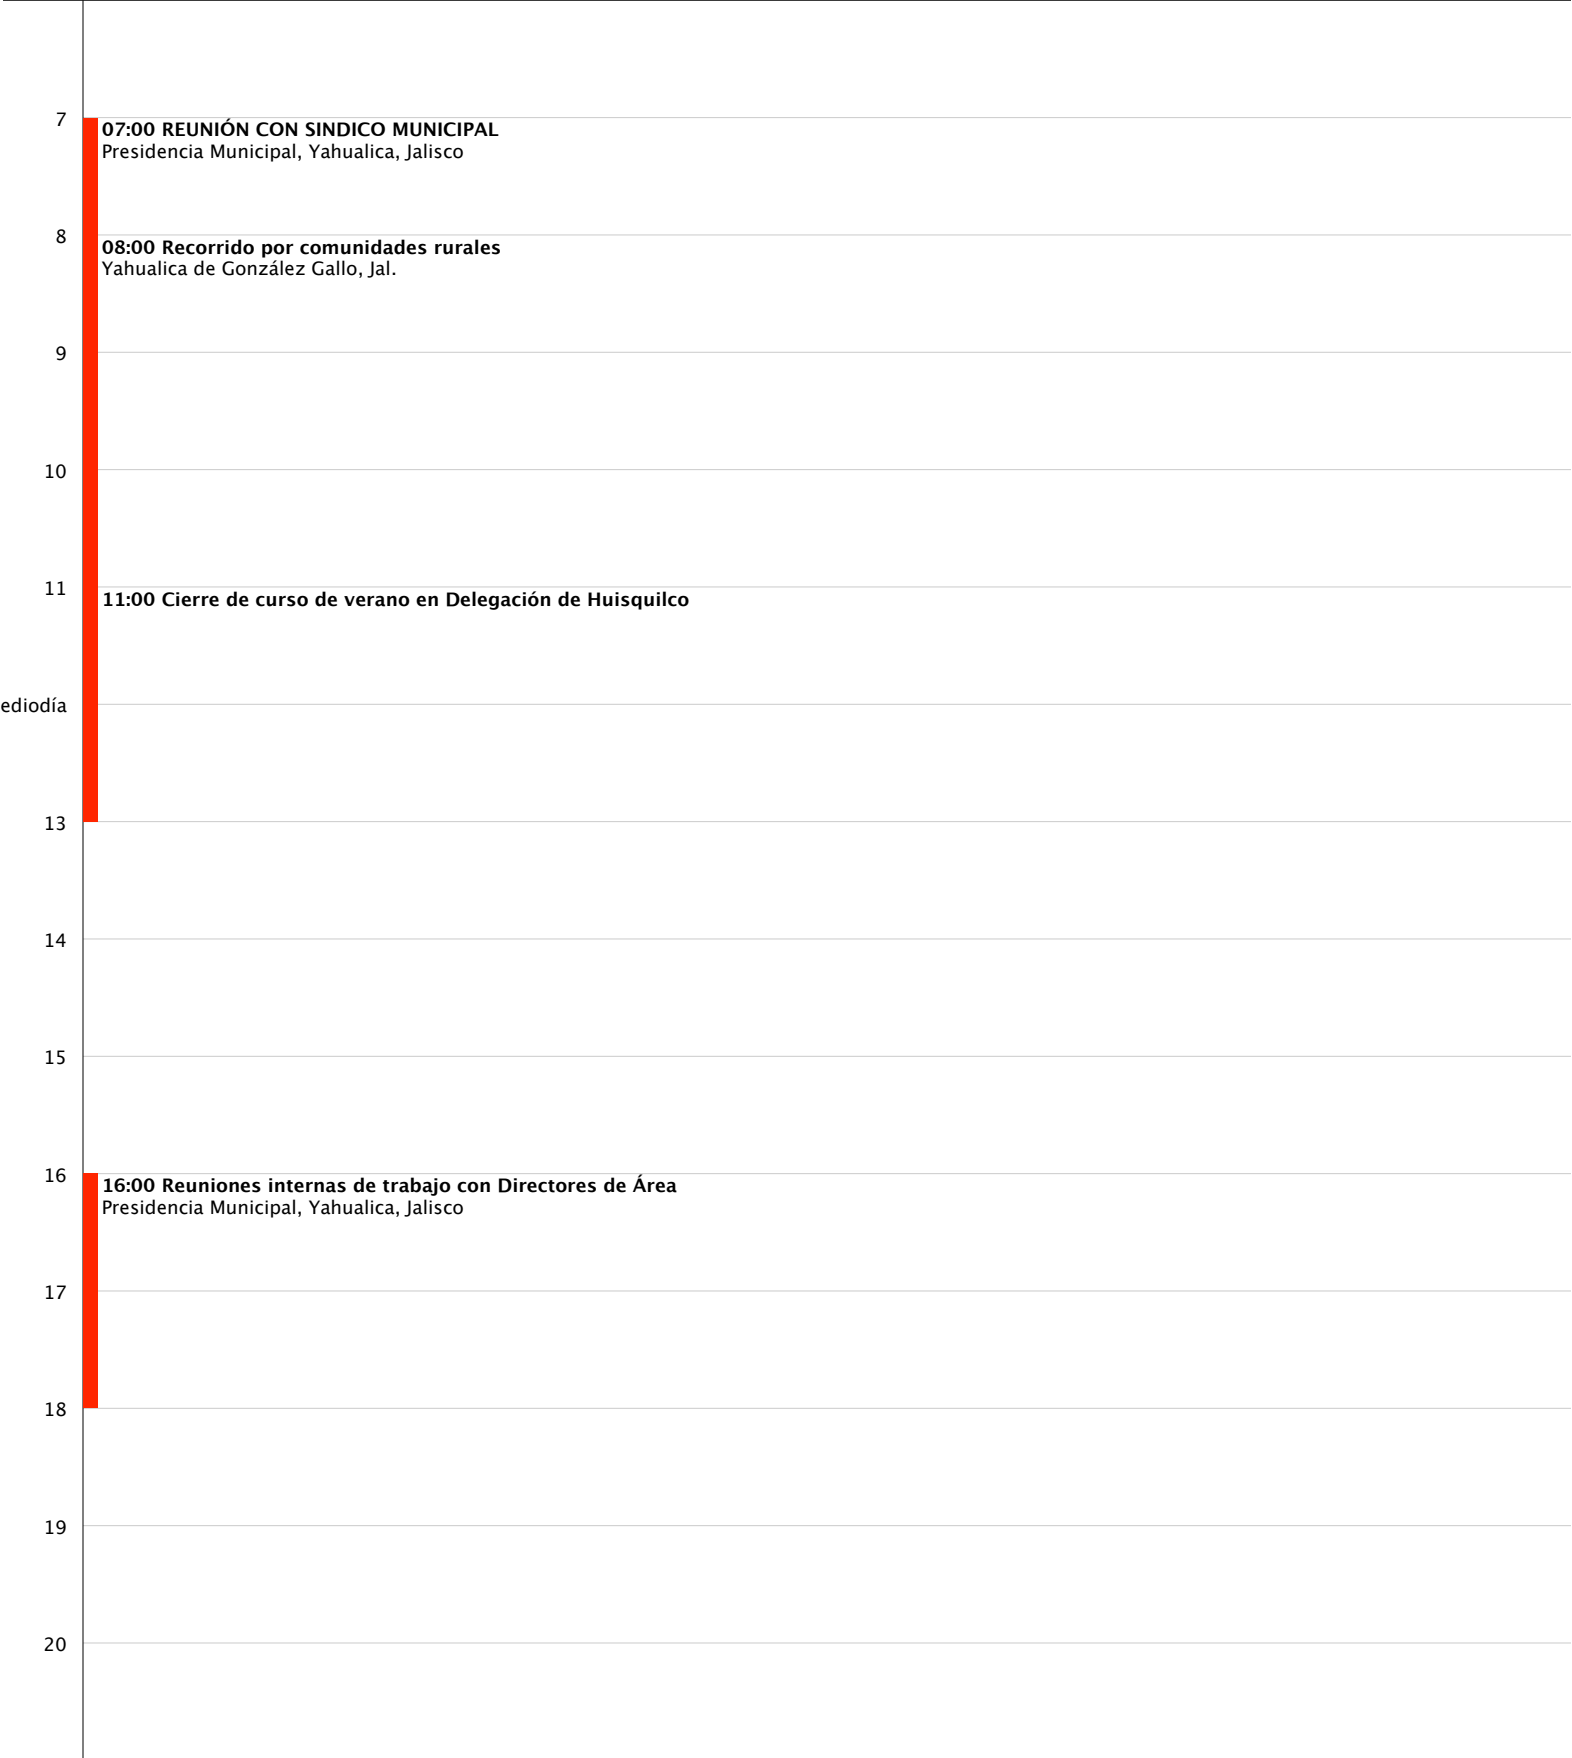 7
07:00 REUNIÓN CON SINDICO MUNICIPAL
Presidencia Municipal, Yahualica, Jalisco
8
08:00 Recorrido por comunidades rurales
Yahualica de González Gallo, Jal.
9
10
11
11:00 Cierre de curso de verano en Delegación de Huisquilco
ediodía
13
14
15
16
16:00 Reuniones internas de trabajo con Directores de Área
Presidencia Municipal, Yahualica, Jalisco
17
18
19
20